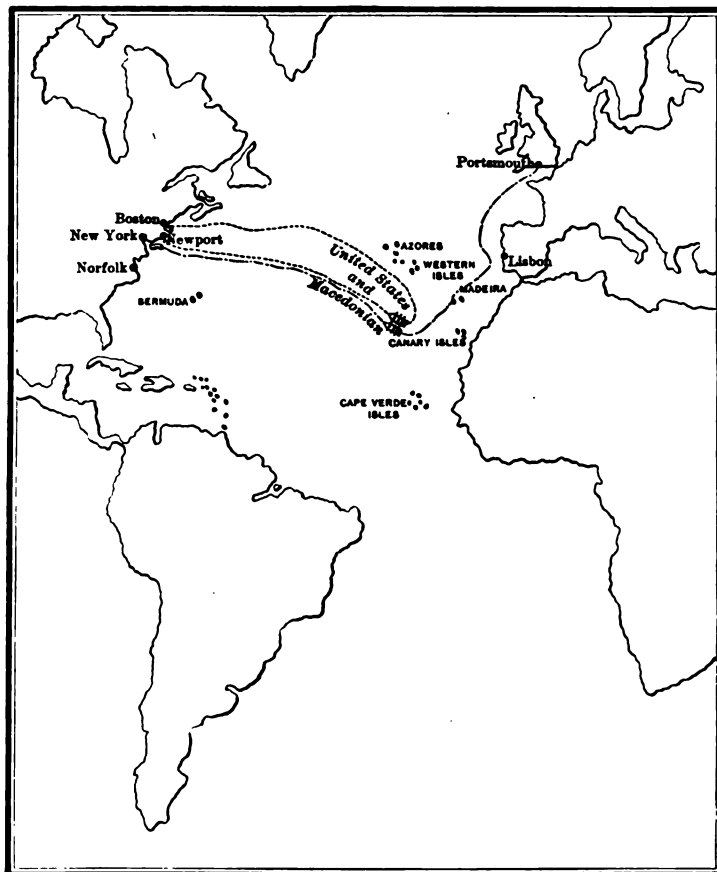 Portsmouth
Boston
New York
Newport
Norfolk
BERMUDA
United States
and
Macedonian
AZORES
WESTERN
ISLES
Lisbon
MADEIRA
CANARY ISLES
CAPE VERDE
ISLES